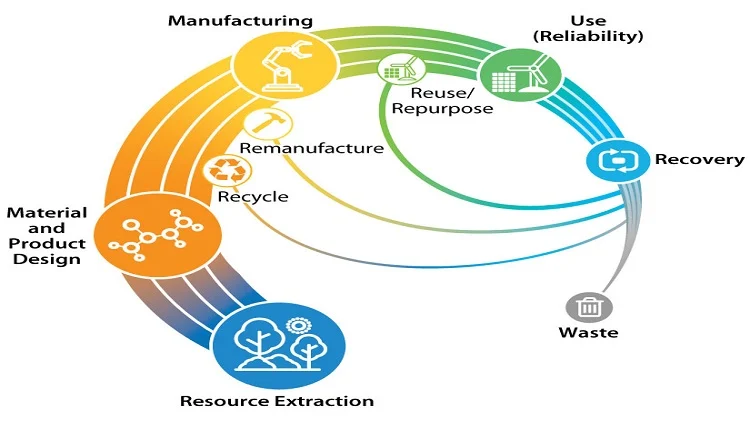 Manufacturing
Use
(Reliability)
Reuse/
Repurpose
Remanufacture
Recovery
Recycle
Material
and
Product
Design
Waste
Resource Extraction